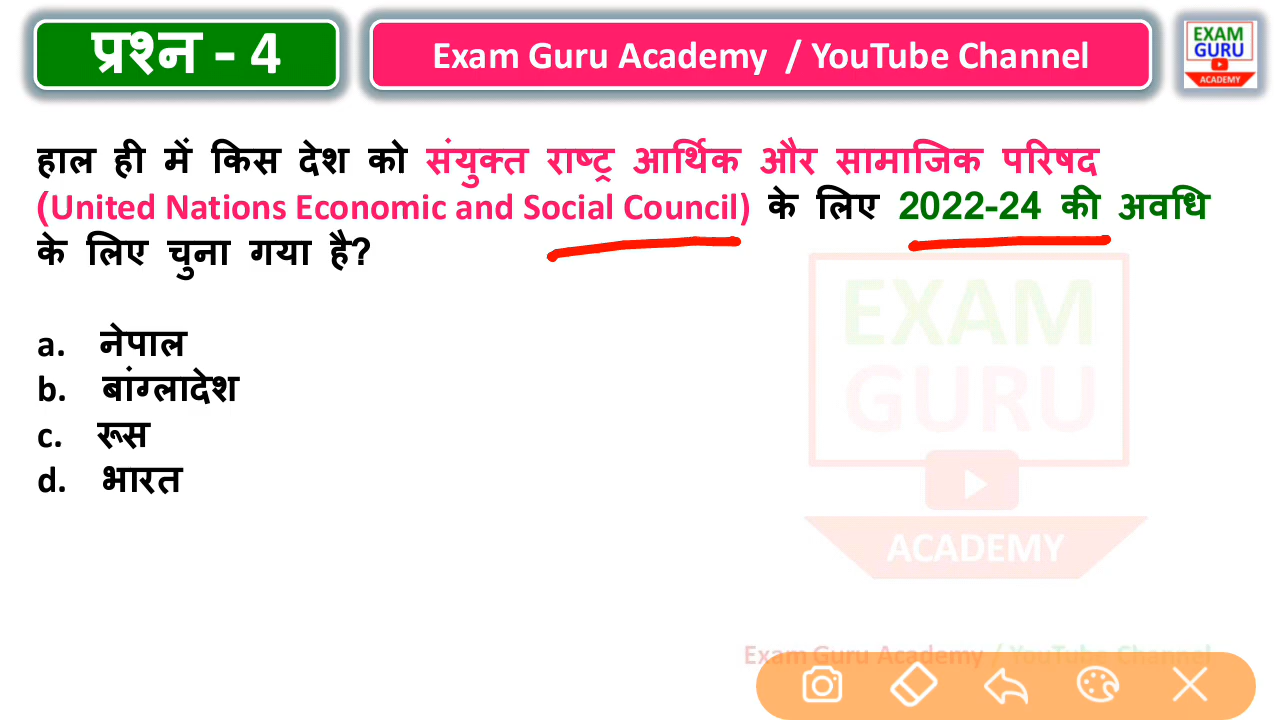 प्रश्न - 4
Exam Guru Academy / YouTube Channel
EXAM
GURU
ACADEMY
हाल ही में किस देश को संयुक्त राष्ट्र आर्थिक और सामाजिक परिषद
(United Nations Economic and Social Council) के लिए 2022-24 की अवधि
के लिए चुना गया है?
a. नेपाल
b. बांग्लादेश
c. रूस
d. भारत
EXAM
GURU
ACADEMY
Exam Guru Academy / YouTube Channel